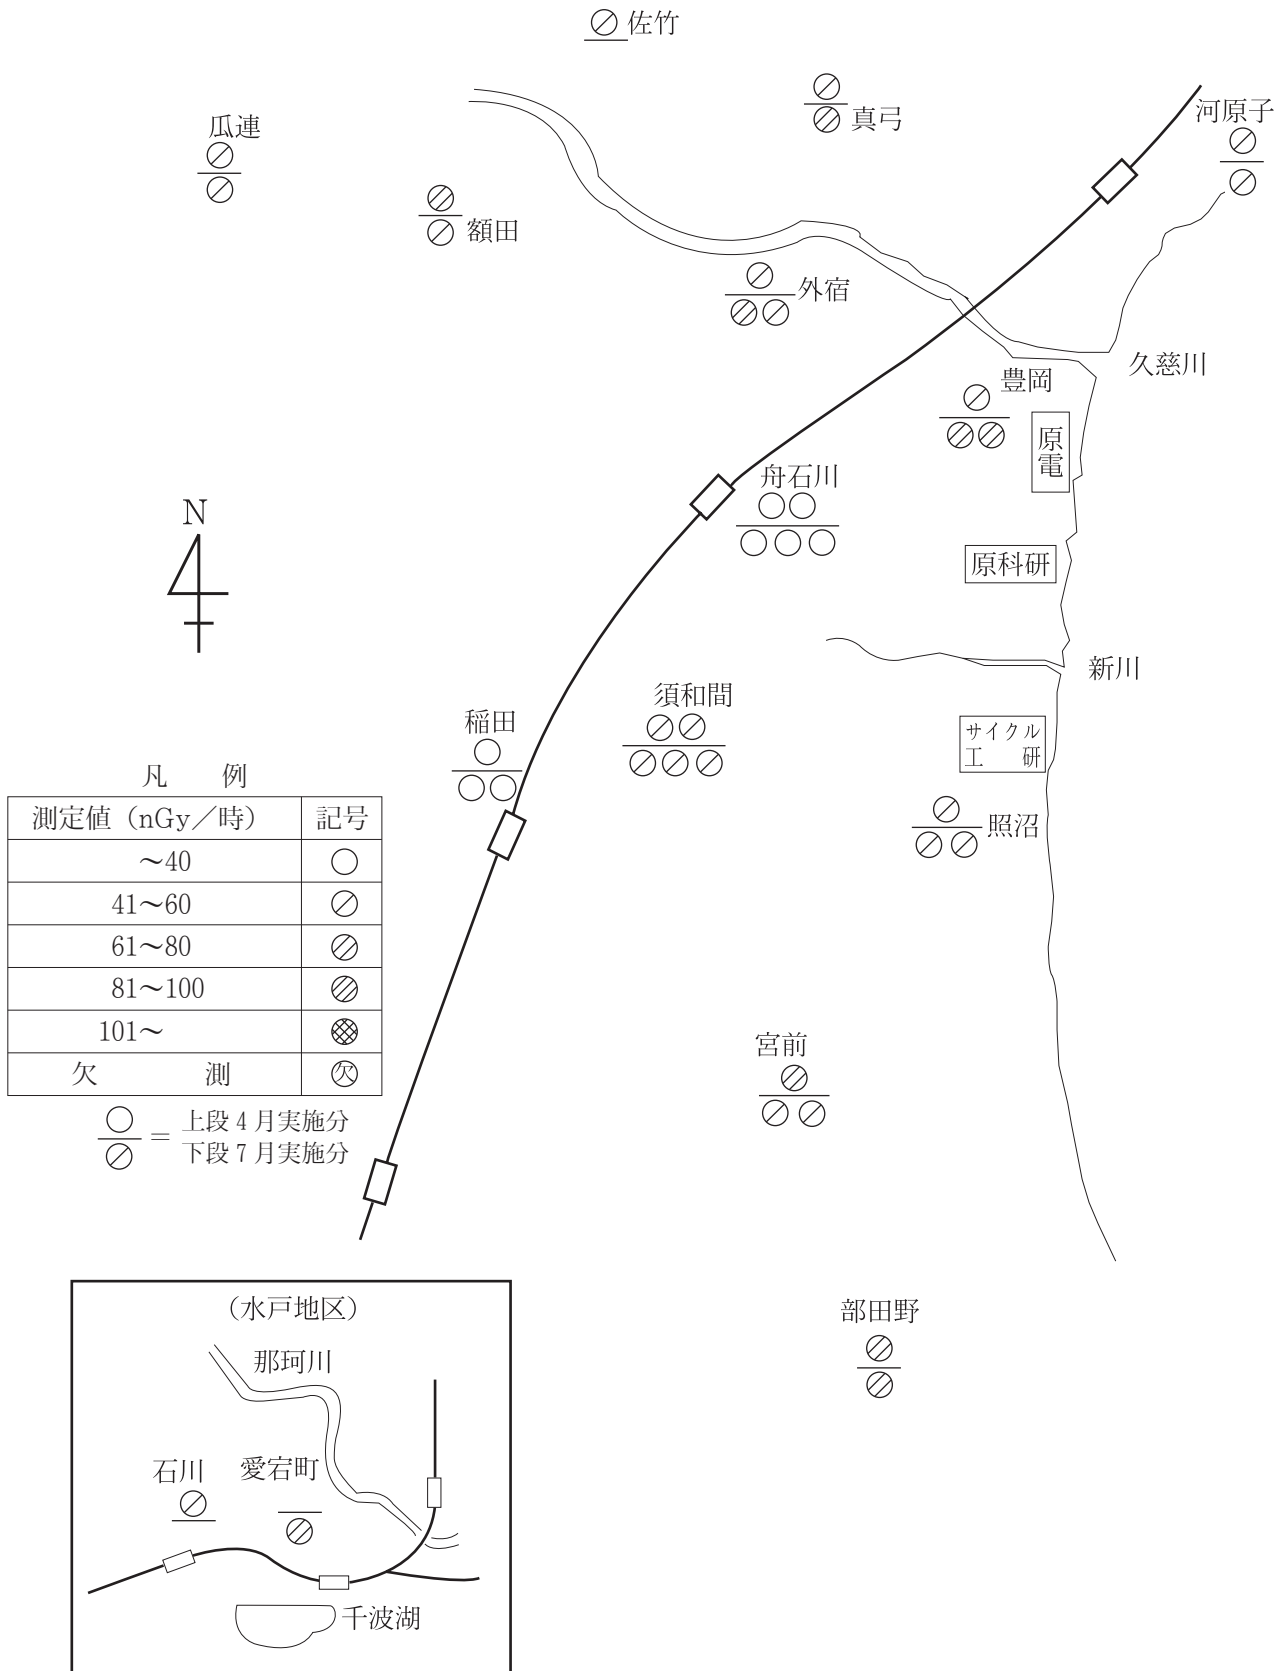 佐竹
真弓
河原子
瓜連
額田
外宿
久慈川
豊岡
原電
舟石川
N
原科研
新川
須和間
稲田
サイクル
工 研
照沼
凡 例
測定値（nGy／時） 記号
～40
41～60
61～80
81～100
101～
欠 測 欠
＝ 上段4月実施分
下段7月実施分
宮前
部田野
（水戸地区）
那珂川
石川
愛宕町
千波湖